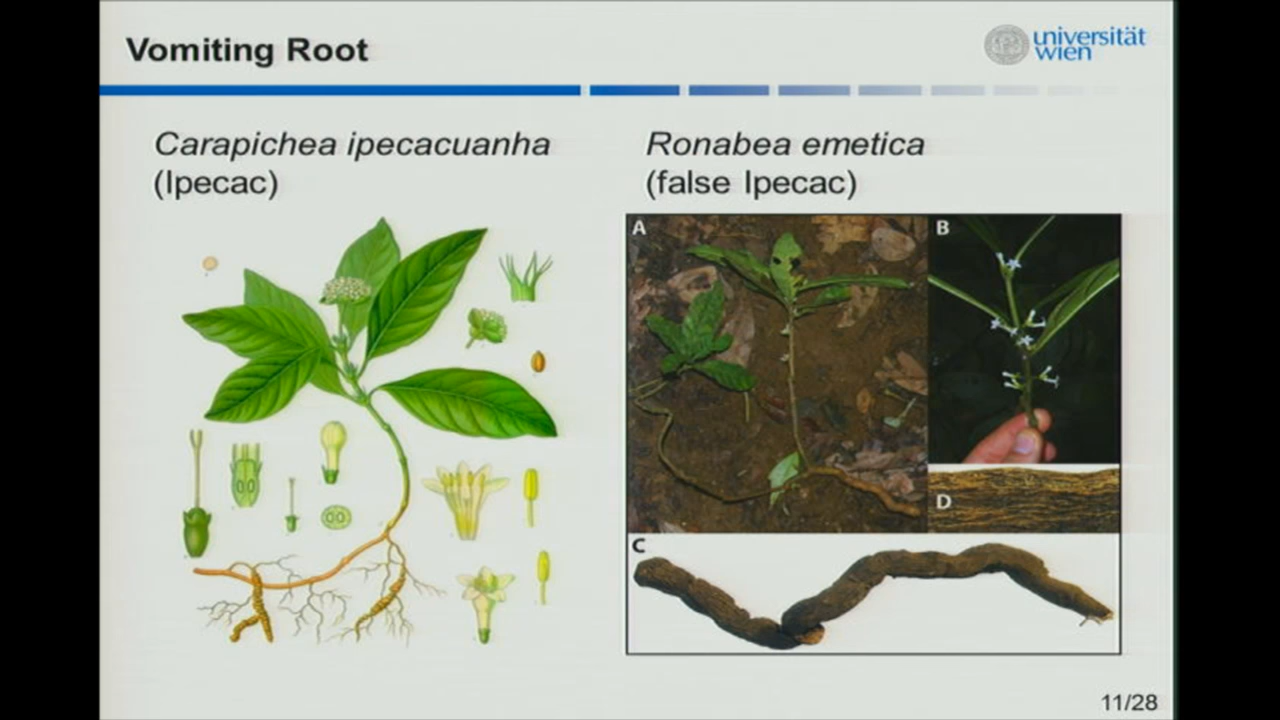 Vomiting Root
universität
wien
Carapichea ipecacuanha
(Ipecac)
Ronabea emetica
(false Ipecac)
A
B
D
C
11/28